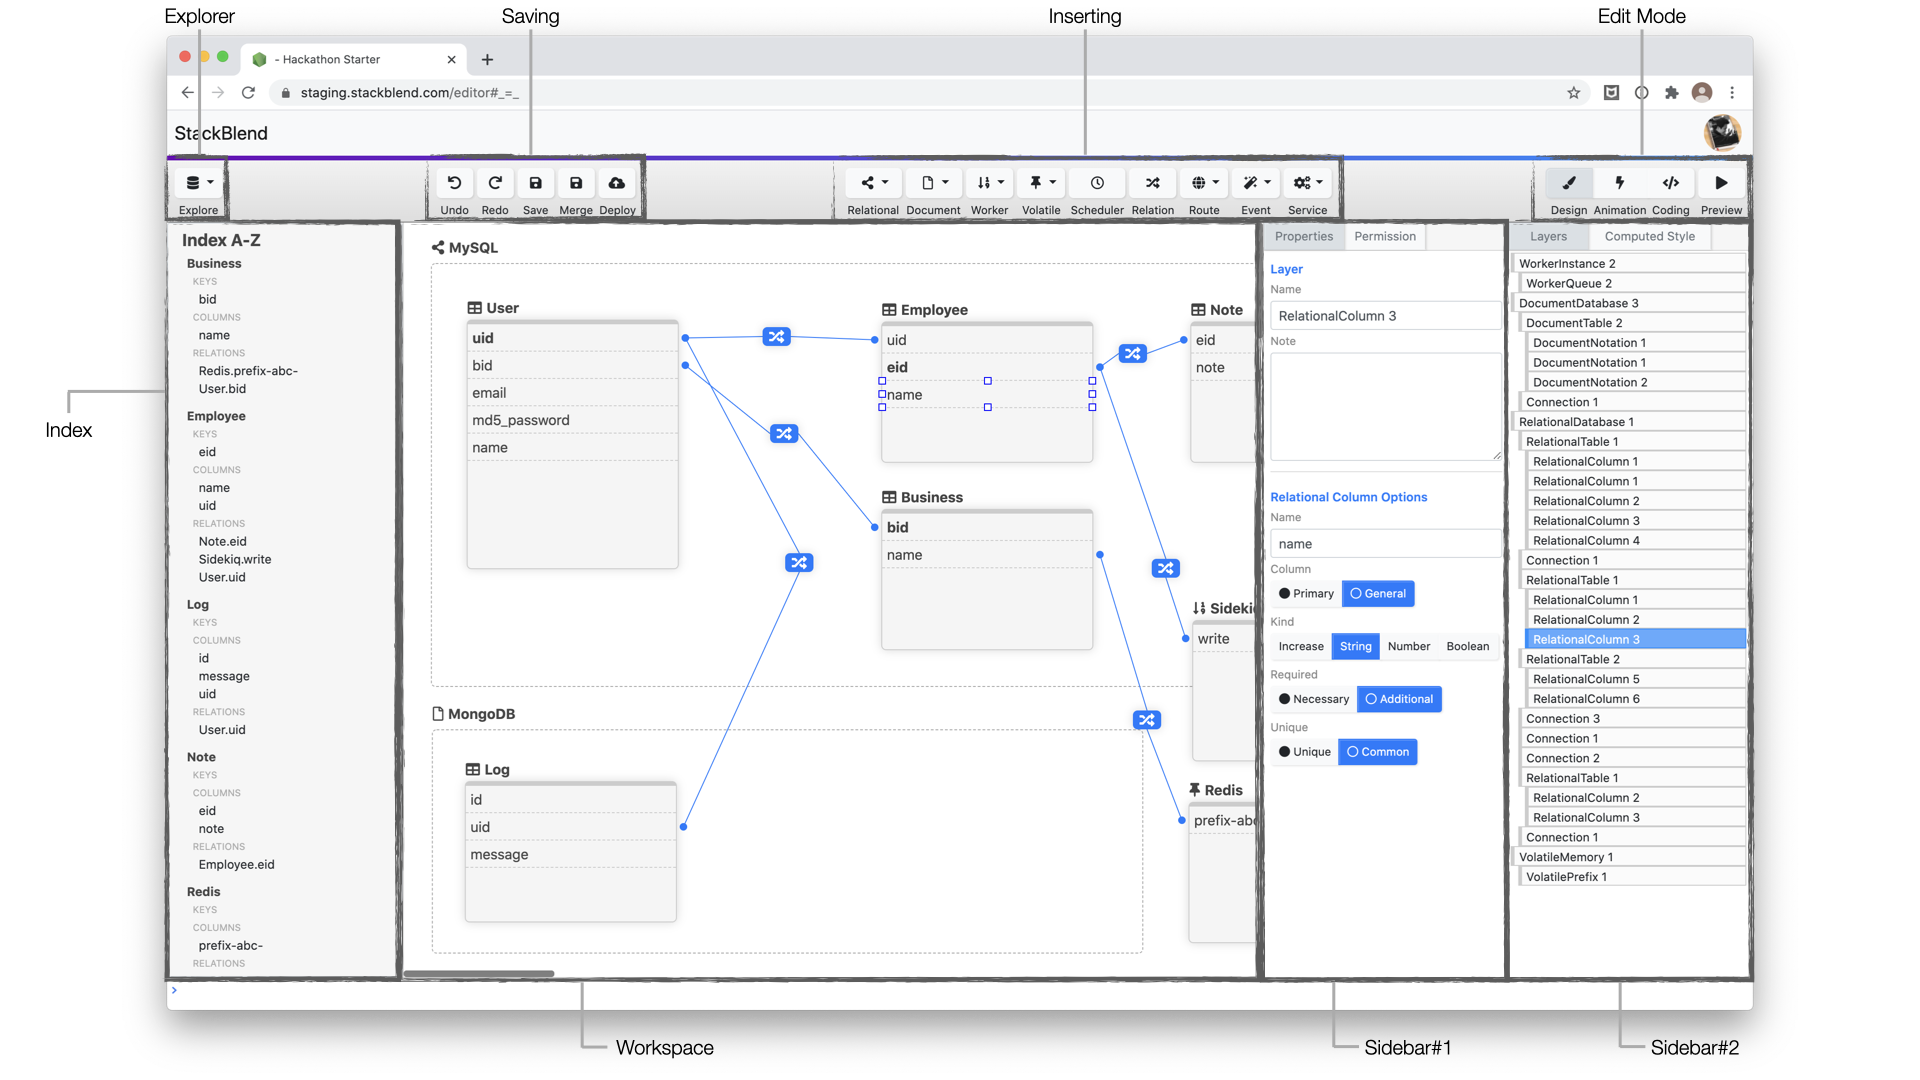 Explorer
Saving
Inserting
Edit Mode
- Hackathon Starter
staging.stackblend.com/editor#_=_
StackBlend
Explore
Undo Redo Save Merge Deploy
Relational Document Worker Volatile Scheduler Relation Route Event Service
Design Animation Coding Preview
Index A-Z
Business
KEYS
bid
COLUMNS
name
RELATIONS
Redis.prefix-abc-
User.bid
Employee
KEYS
eid
COLUMNS
name
uid
RELATIONS
Note.eid
Sidekiq.write
User.uid
Log
KEYS
COLUMNS
id
message
uid
RELATIONS
User.uid
Note
KEYS
COLUMNS
eid
note
RELATIONS
Employee.eid
Redis
KEYS
COLUMNS
prefix-abc-
RELATIONS
Index
MySQL
User
uid
bid
email
md5_password
name
Employee
uid
eid
name
Note
eid
note
Business
bid
name
Sideki
write
MongoDB
Log
id
uid
message
Redis
prefix-abc
Properties Permission
Layer
Name
RelationalColumn 3
Note
Relational Column Options
Name
name
Column
Primary General
Kind
Increase String Number Boolean
Required
Necessary Additional
Unique
Unique Common
Layers Computed Style
WorkerInstance 2
WorkerQueue 2
DocumentDatabase 3
DocumentTable 2
DocumentNotation 1
DocumentNotation 1
DocumentNotation 2
Connection 1
RelationalDatabase 1
RelationalTable 1
RelationalColumn 1
RelationalColumn 1
RelationalColumn 2
RelationalColumn 3
RelationalColumn 4
Connection 1
RelationalTable 1
RelationalColumn 1
RelationalColumn 2
RelationalColumn 3
RelationalTable 2
RelationalColumn 5
RelationalColumn 6
Connection 3
Connection 1
Connection 2
RelationalTable 1
RelationalColumn 2
RelationalColumn 3
Connection 1
VolatileMemory 1
VolatilePrefix 1
Workspace
Sidebar#1
Sidebar#2